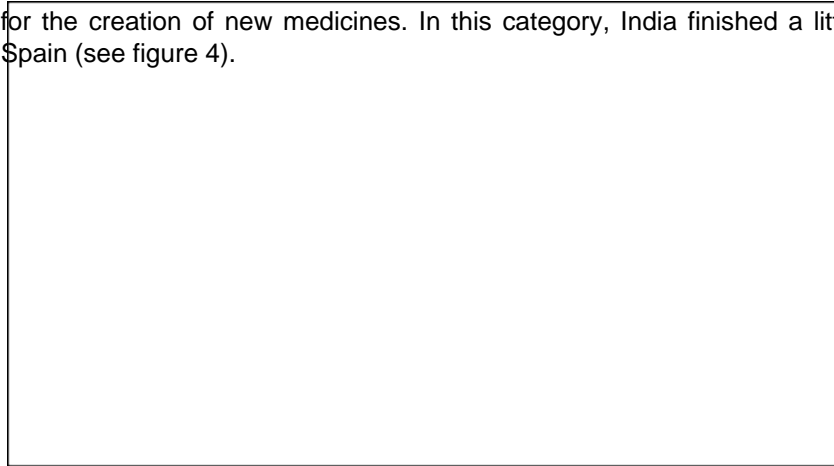 for the creation of new medicines. In this category, India finished a
Spain (see figure 4).